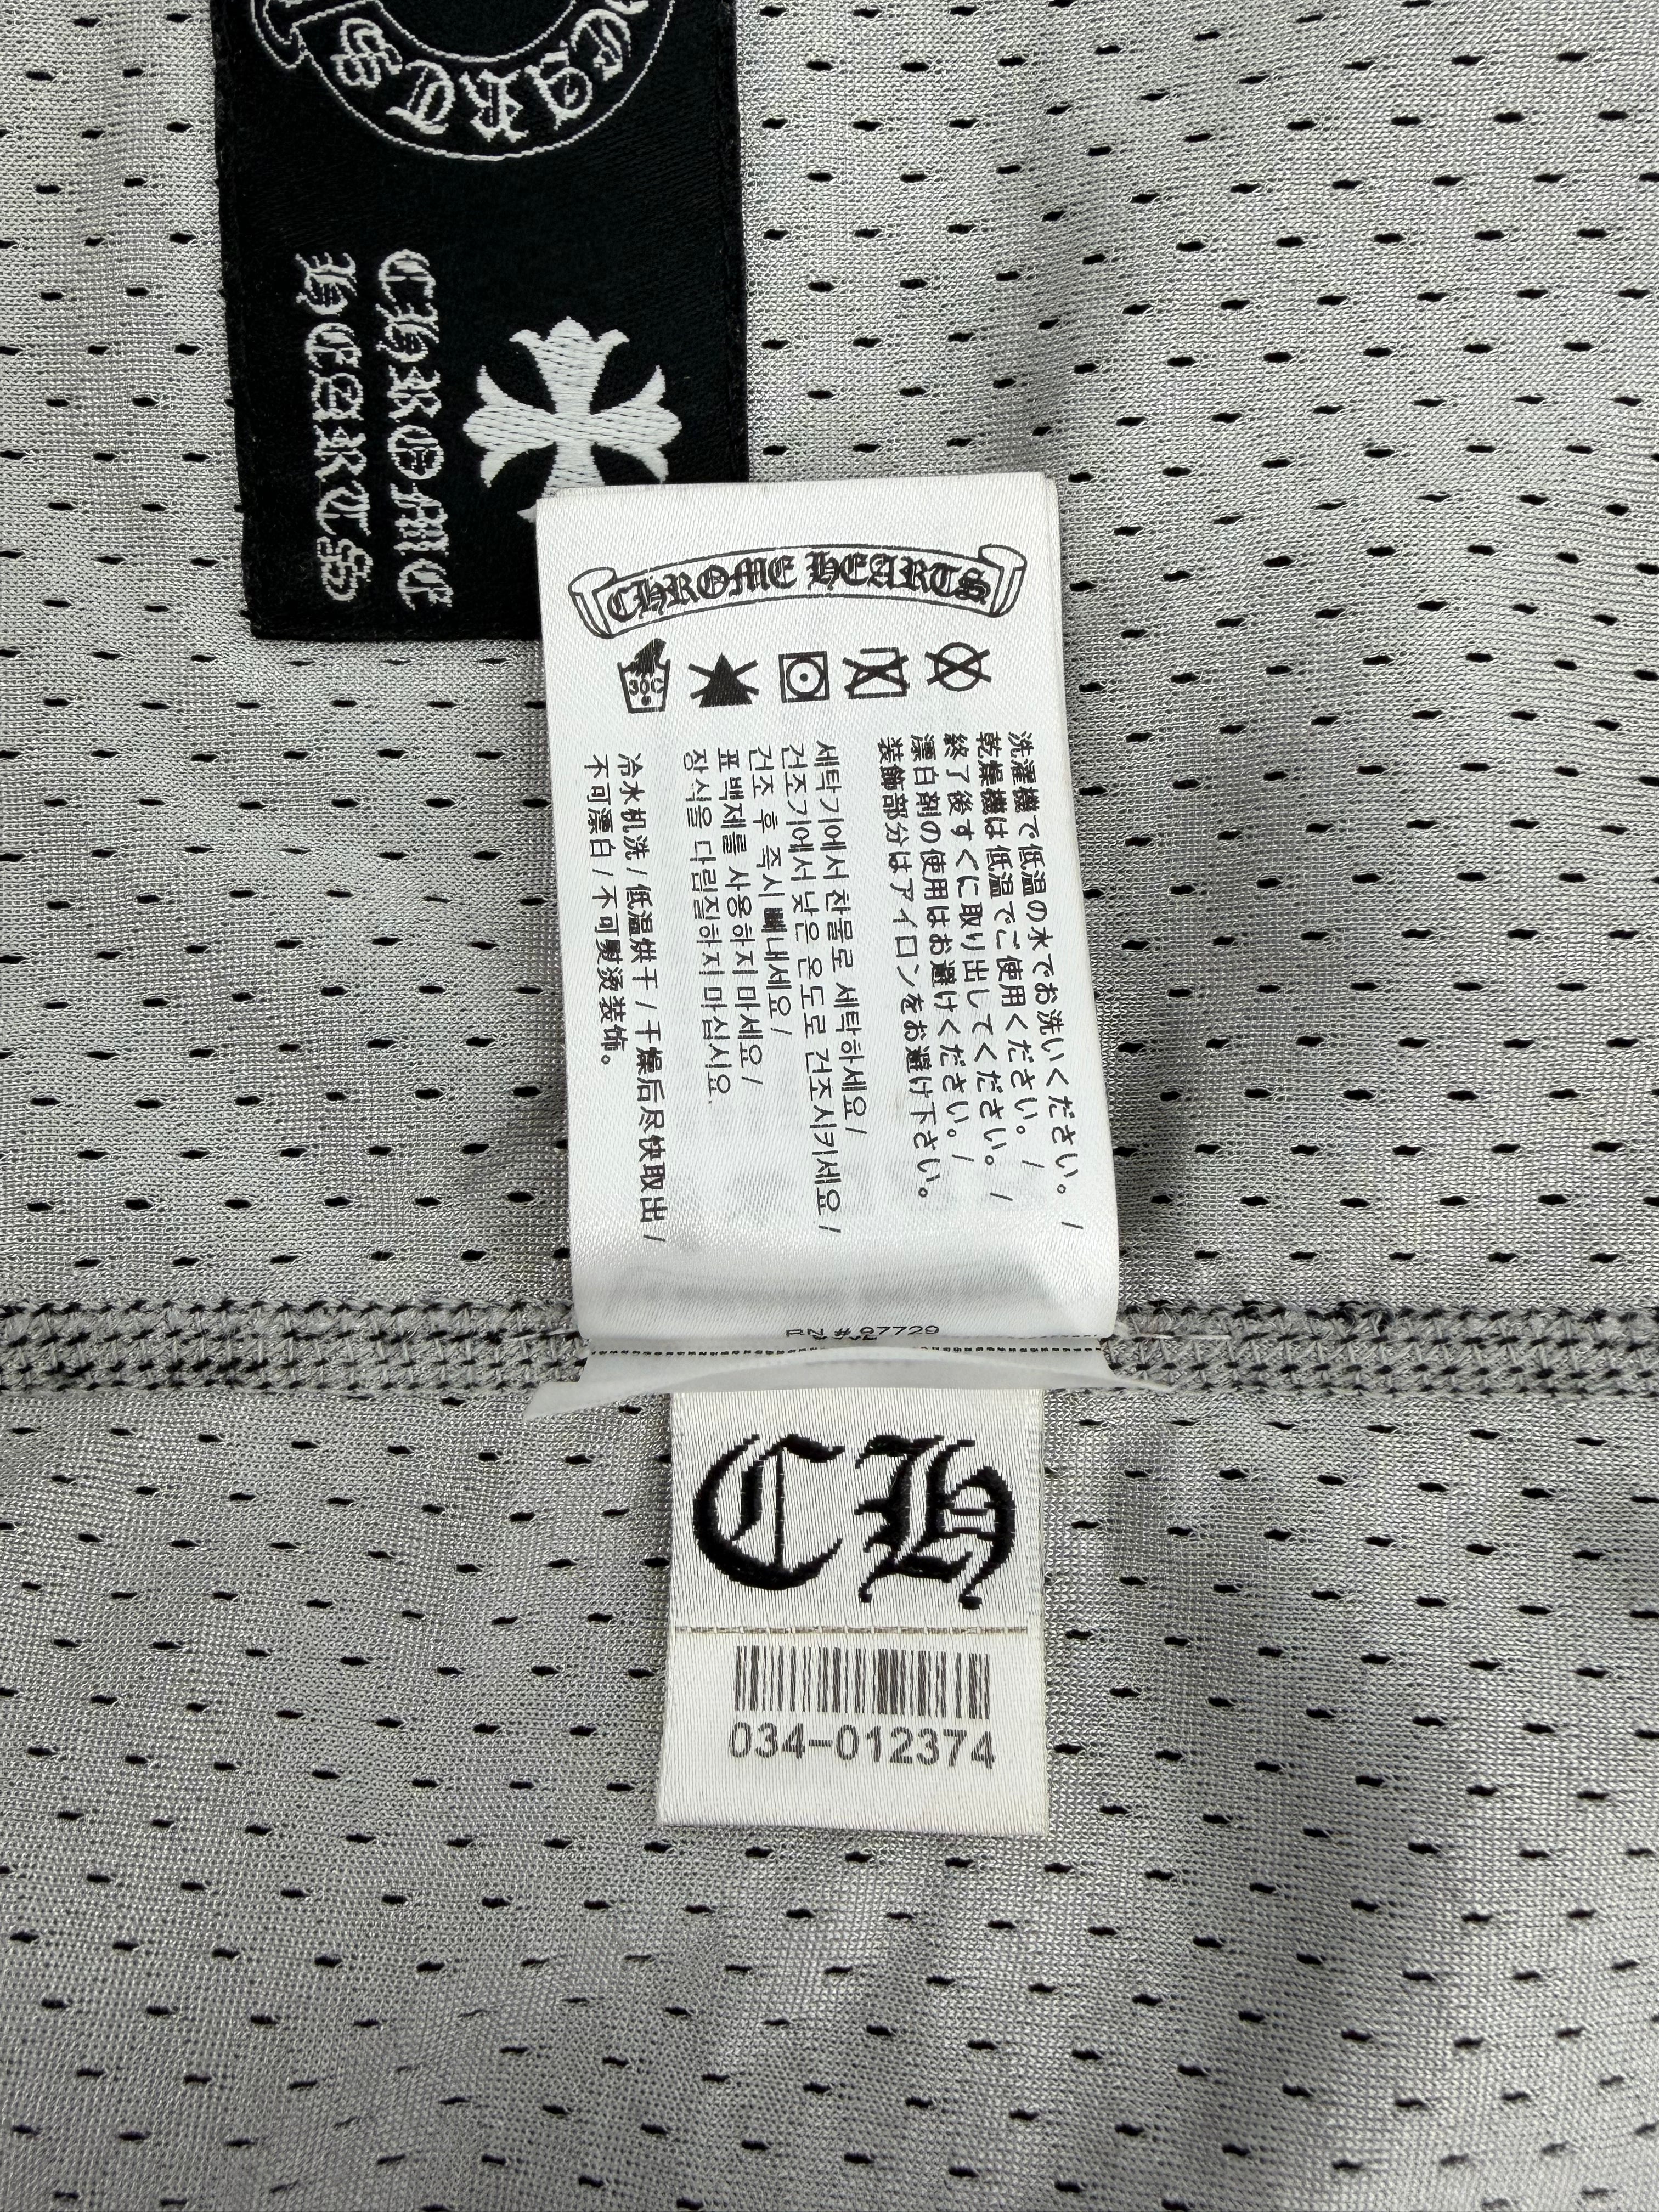 HEARTS
CHROME
HEARTS
CHROME HEARTS
30C
洗濯機で低温の水でお洗いください。 /
乾燥機は低温でご使用ください。 /
終了後すぐに取り出してください。 /
漂白剤の使用はお避けください。 /
装飾部分はアイロンをお避け下さい。
세탁기에서 찬물로 세탁하세요 /
건조기에서 낮은 온도로 건조시키세요 /
건조 후 즉시 빼내세요 /
표백제를 사용하지 마세요 /
장식을 다림질하지 마십시요.
冷水机洗 / 低温烘干 / 干燥后尽快取出 /
不可漂白 / 不可熨烫装饰。
RN # 97729
CH
034-012374